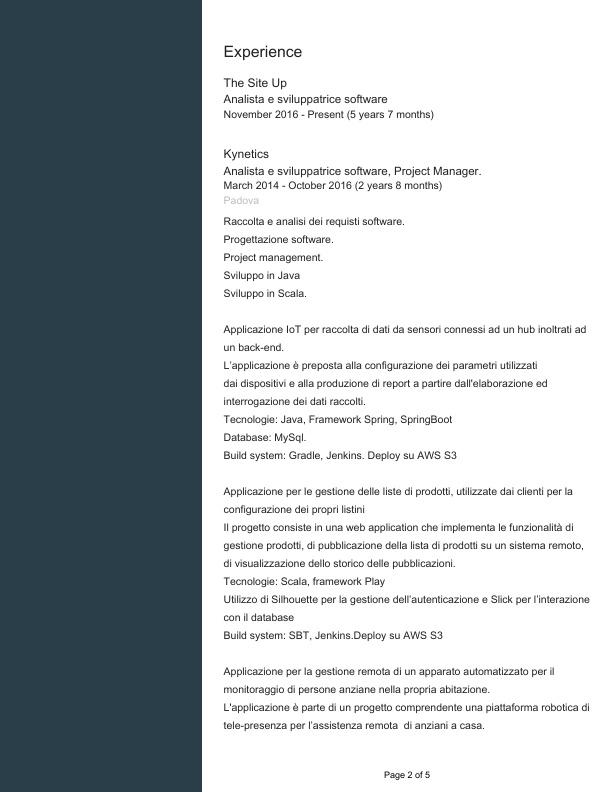 Experience
The Site Up
Analista e sviluppatrice software
November 2016 - Present (5 years 7 months)
Kynetics
Analista e sviluppatrice software, Project Manager.
March 2014 - October 2016 (2 years 8 months)
Padova
Raccolta e analisi dei requisti software.
Progettazione software.
Project management.
Sviluppo in Java
Sviluppo in Scala.
Applicazione IoT per raccolta di dati da sensori connessi ad un hub inoltrati ad
un back-end.
L'applicazione è preposta alla configurazione dei parametri utilizzati
dai dispositivi e alla produzione di report a partire dall'elaborazione ed
interrogazione dei dati raccolti.
Tecnologie: Java, Framework Spring, SpringBoot
Database: MySql.
Build system: Gradle, Jenkins. Deploy su AWS S3
Applicazione per le gestione delle liste di prodotti, utilizzate dai clienti per la
configurazione dei propri listini
Il progetto consiste in una web application che implementa le funzionalità di
gestione prodotti, di pubblicazione della lista di prodotti su un sistema remoto,
di visualizzazione dello storico delle pubblicazioni.
Tecnologie: Scala, framework Play
Utilizzo di Silhouette per la gestione dell'autenticazione e Slick per l'interazione
con il database
Build system: SBT, Jenkins.Deploy su AWS S3
Applicazione per la gestione remota di un apparato automatizzato per il
monitoraggio di persone anziane nella propria abitazione.
L'applicazione è parte di un progetto comprendente una piattaforma robotica di
tele-presenza per l'assistenza remota  di anziani a casa.
Page 2 of 5